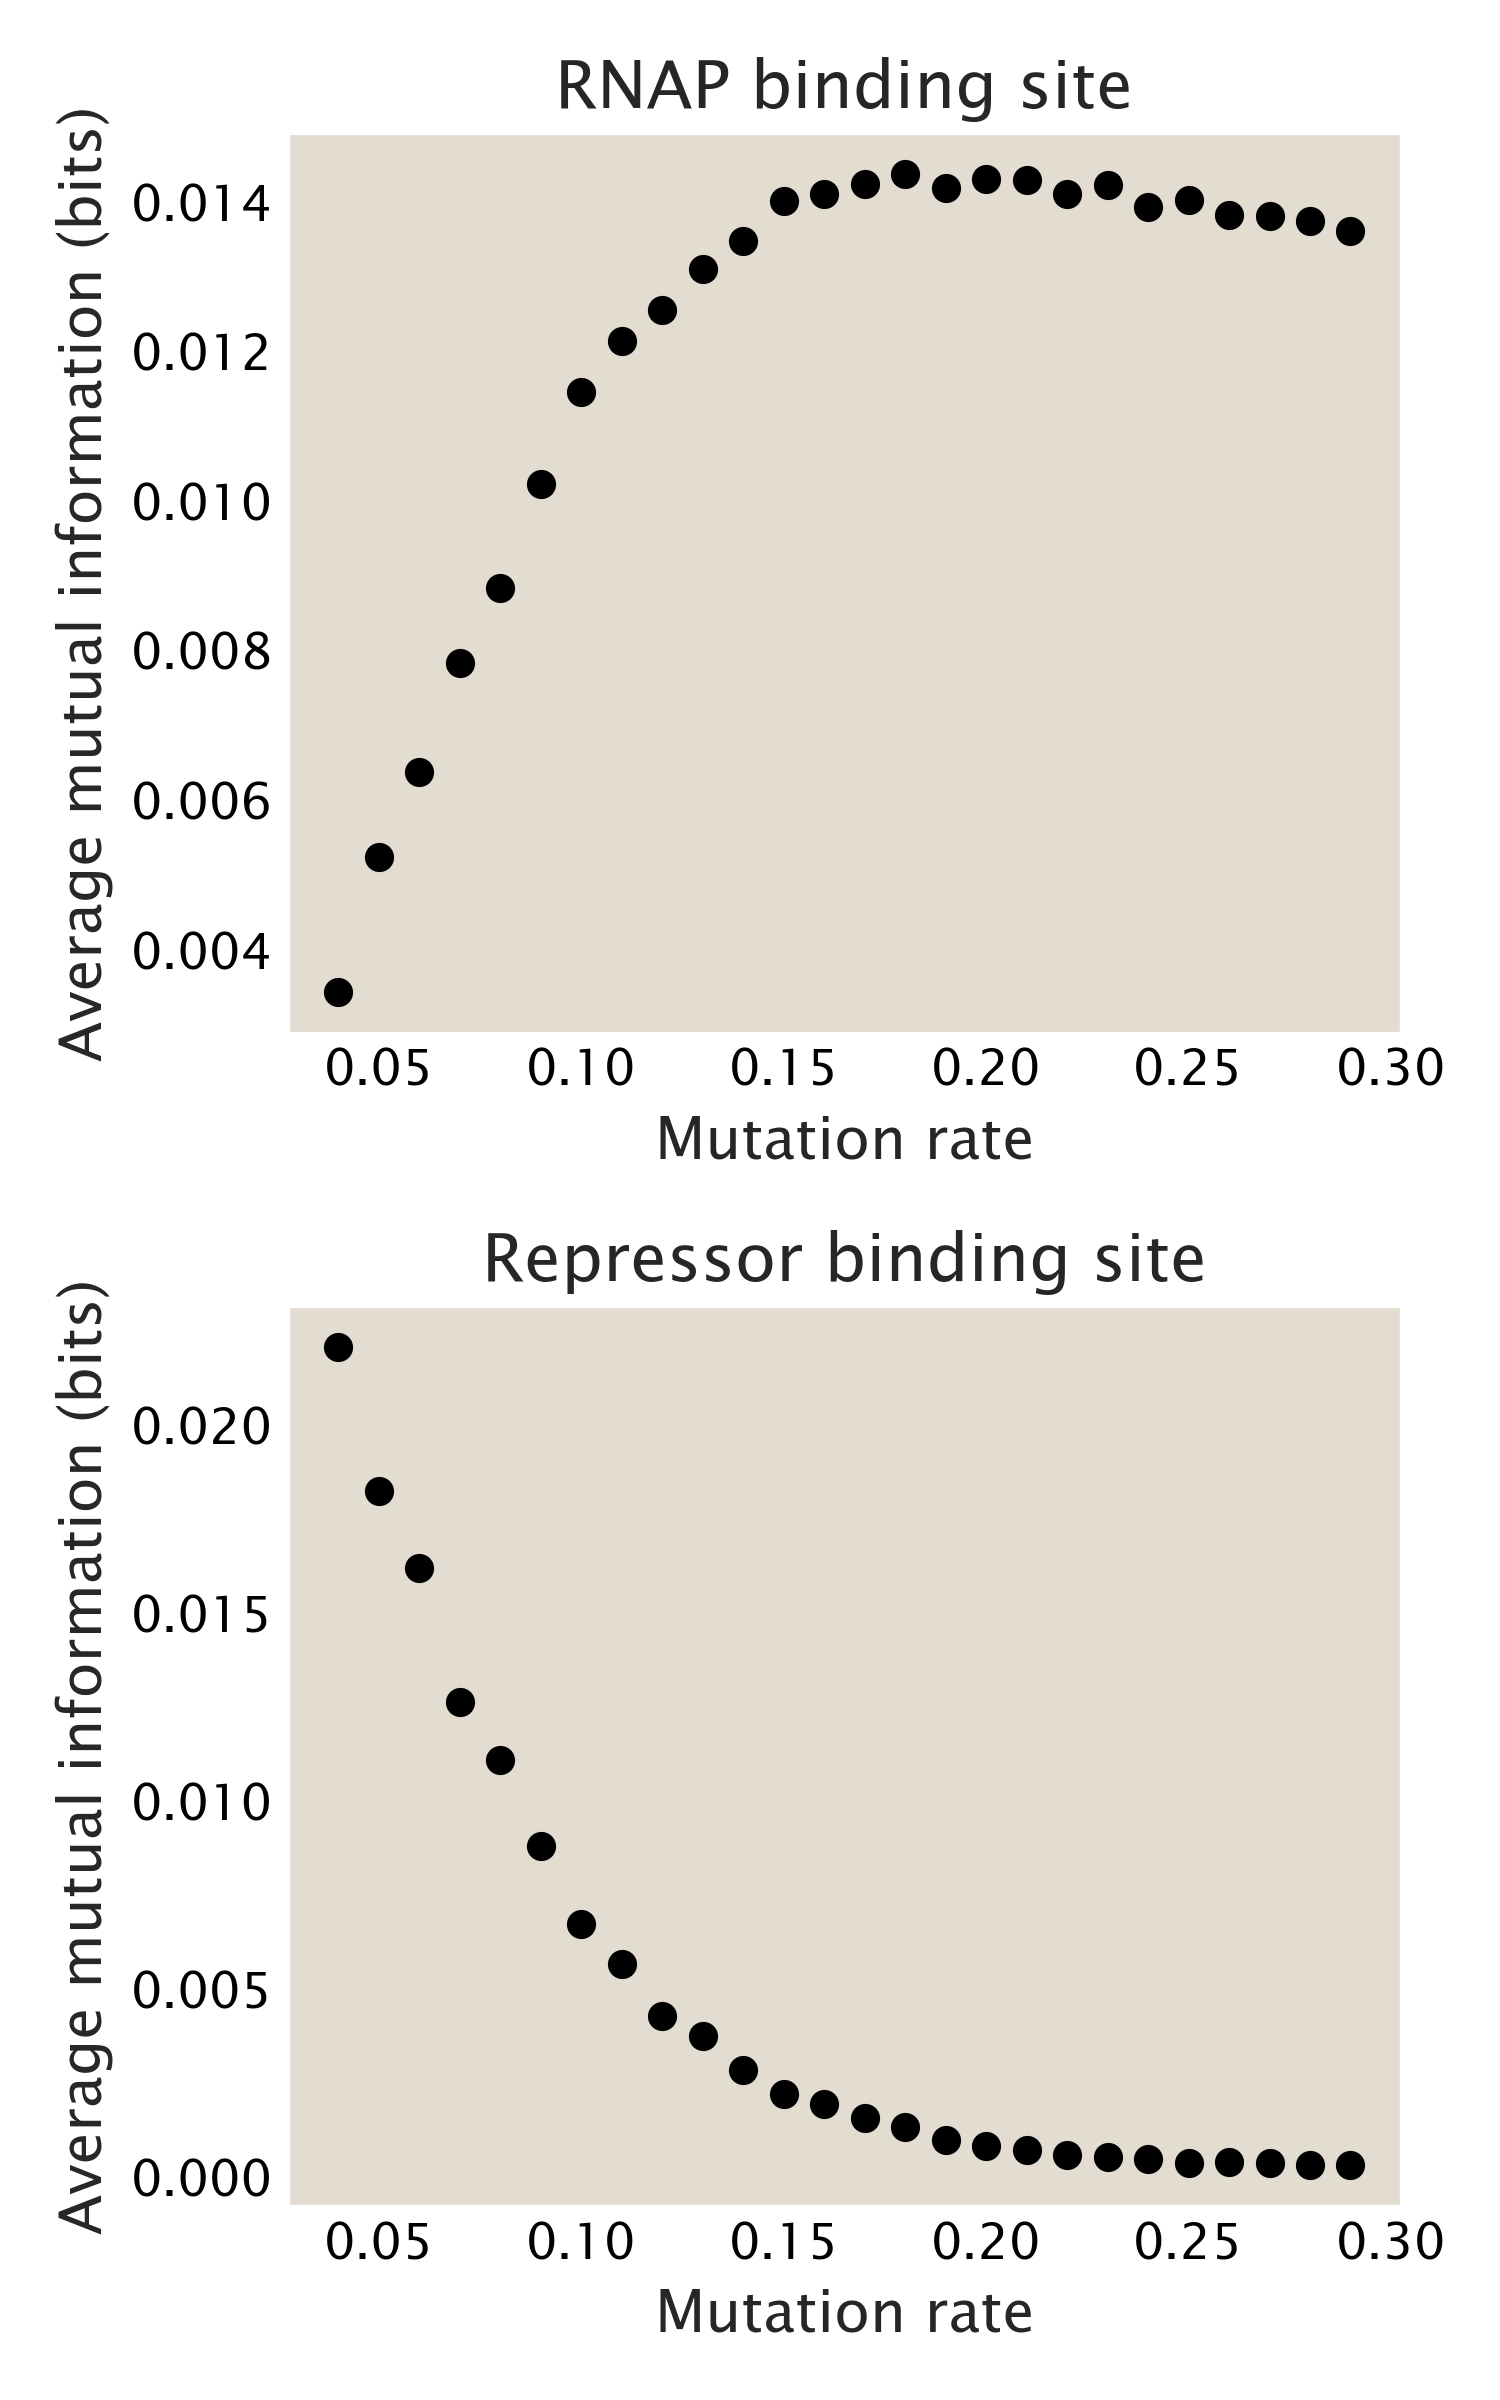 RNAP binding site
Average mutual information (bits)
0.014
0.012
0.010
0.008
0.006
0.004
0.05 0.10 0.15 0.20 0.25 0.30
Mutation rate
Repressor binding site
Average mutual information (bits)
0.020
0.015
0.010
0.005
0.000
0.05 0.10 0.15 0.20 0.25 0.30
Mutation rate